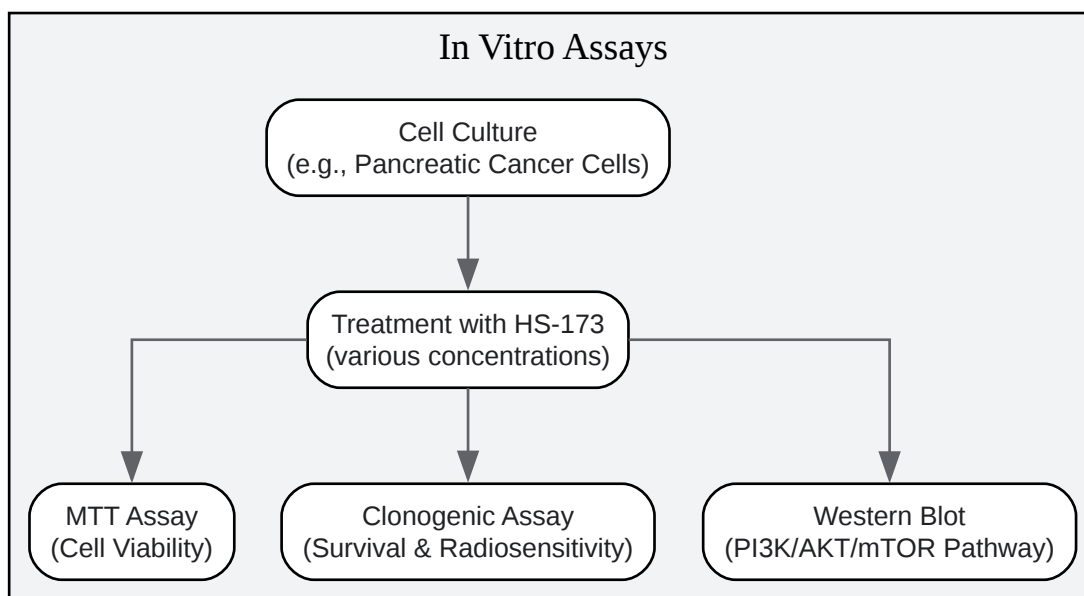 In Vitro Assays
Cell Culture
(e.g., Pancreatic Cancer Cells)
Treatment with HS-173
(various concentrations)
MTT Assay
(Cell Viability)
Clonogenic Assay
(Survival & Radiosensitivity)
Western Blot
(PI3K/AKT/mTOR Pathway)